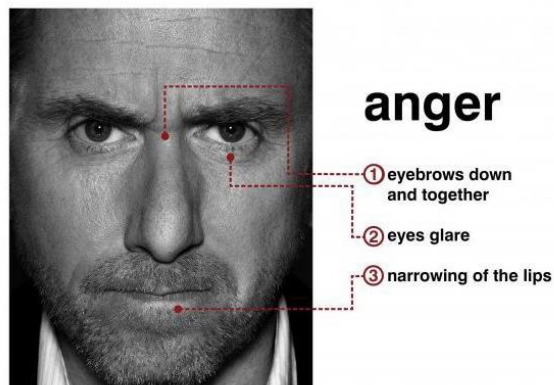 anger
1 eyebrows down
and together
2 eyes glare
3 narrowing of the lips